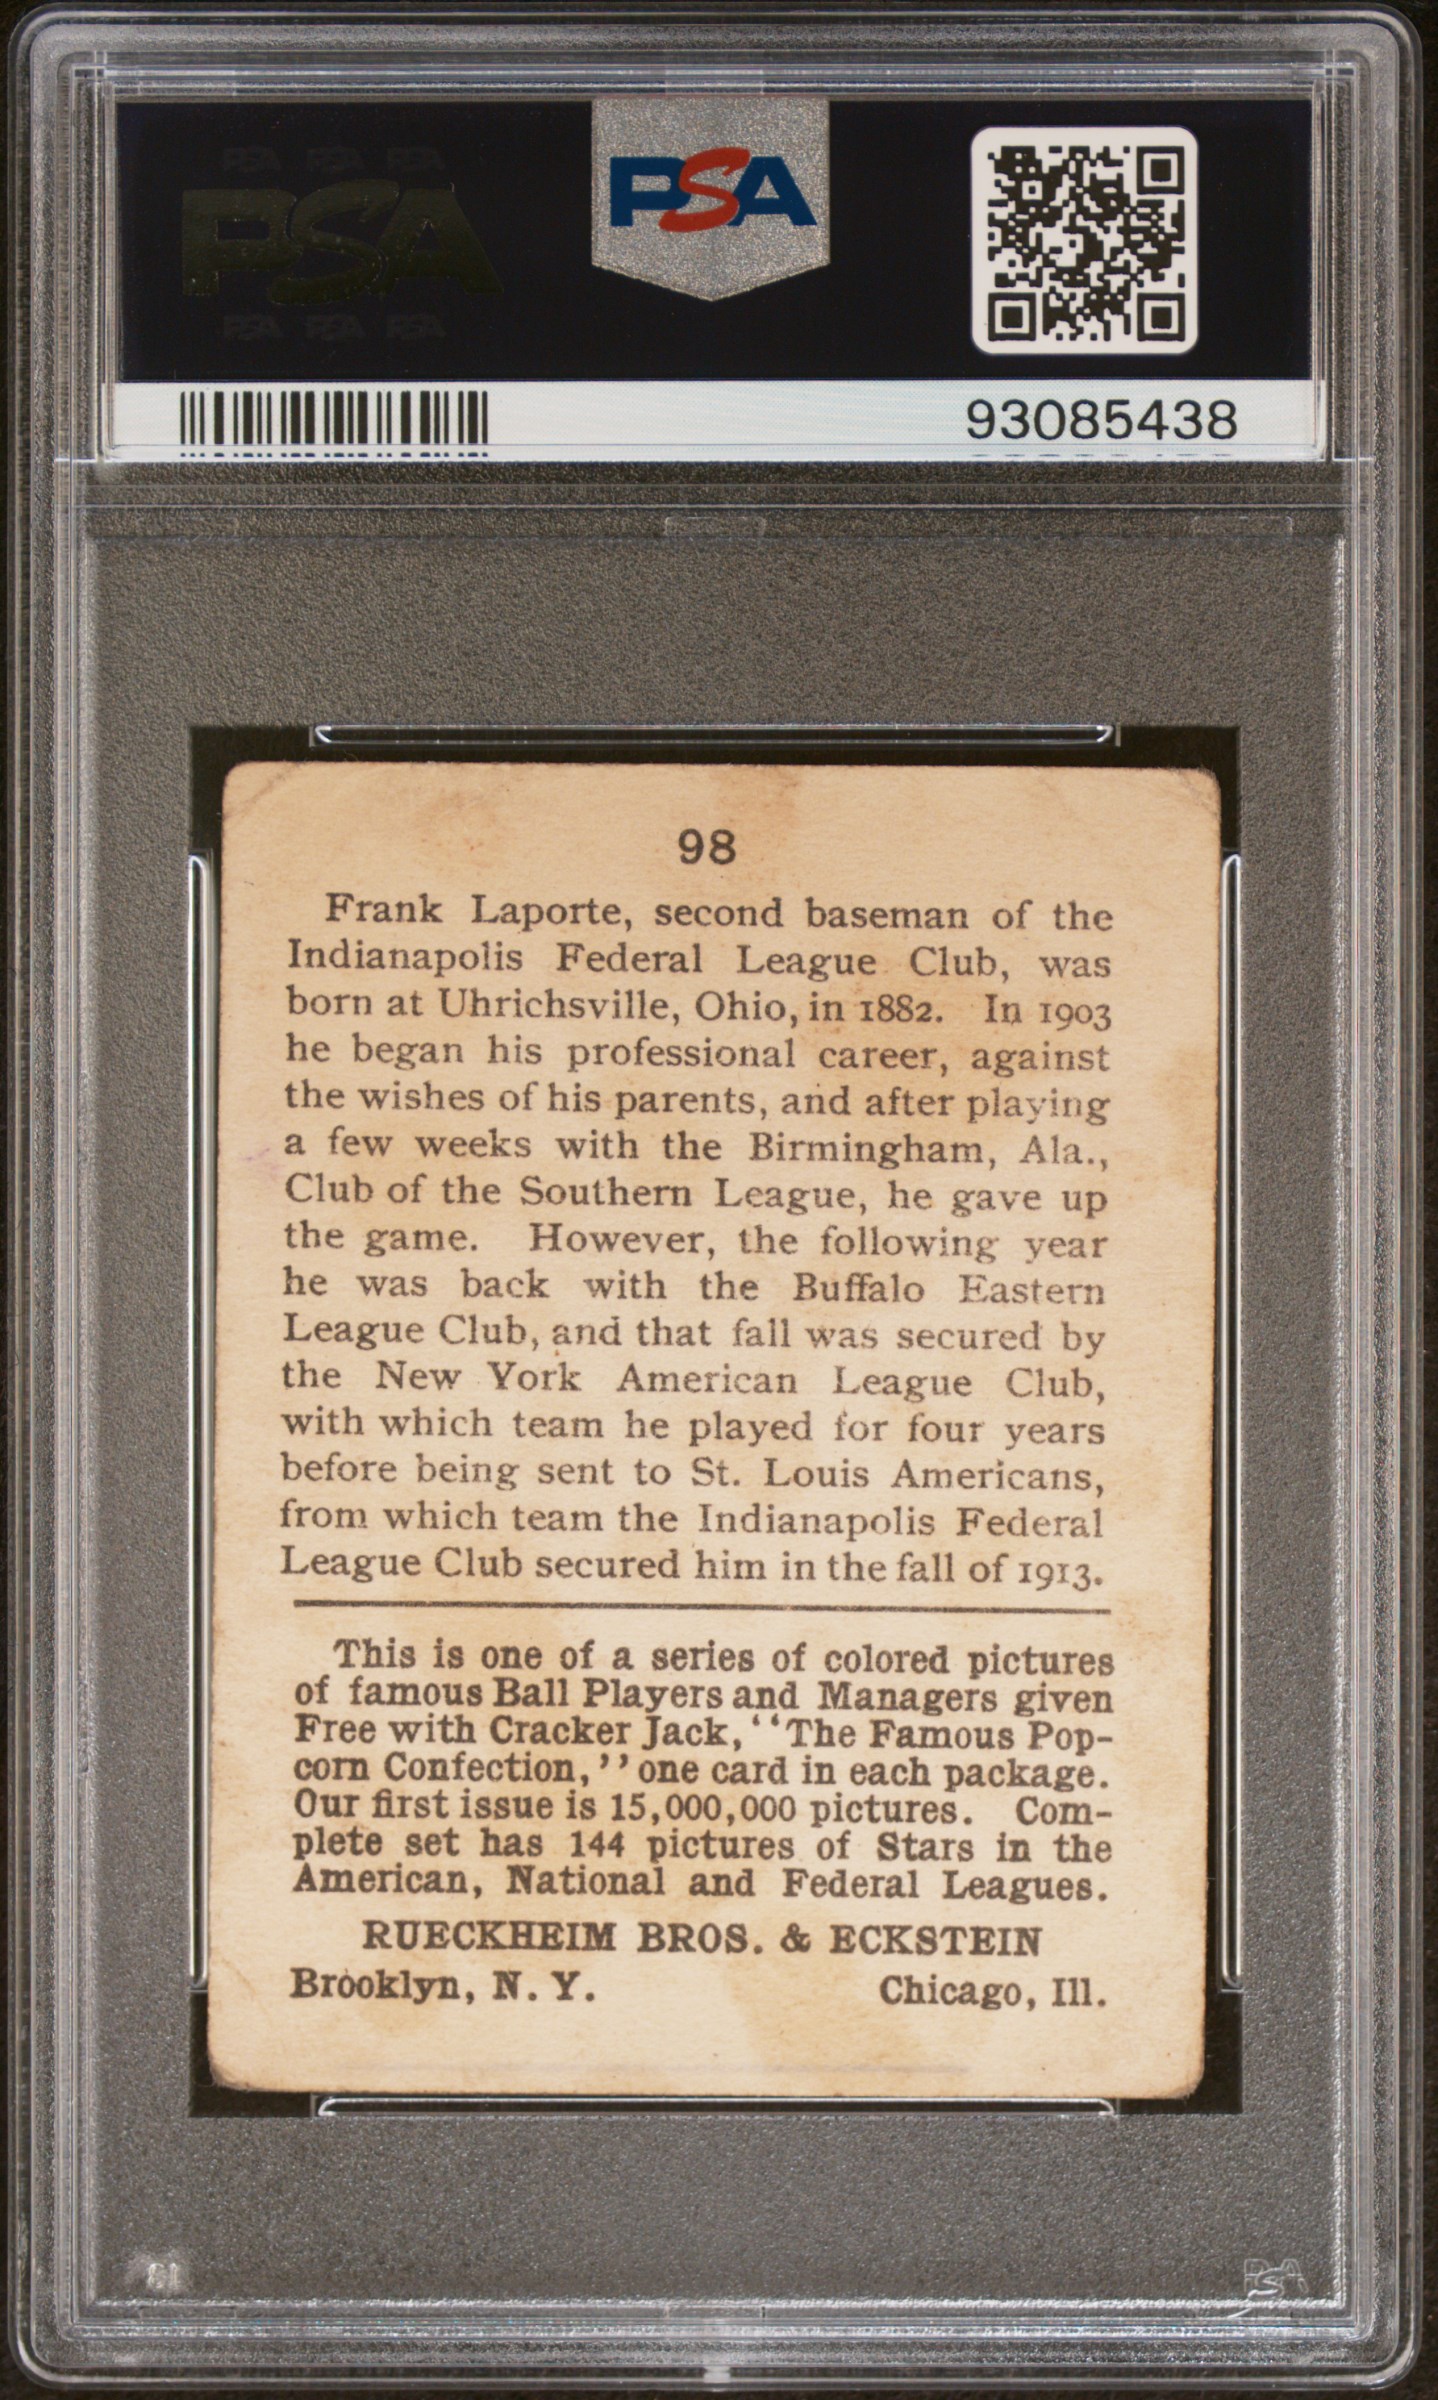 PSA PSA PSA
PSA
PSA PSA PSA
PSA
93085438
98
Frank Laporte, second baseman of the
Indianapolis Federal League Club, was
born at Uhrichsville, Ohio, in 1882. In 1903
he began his professional career, against
the wishes of his parents, and after playing
a few weeks with the Birmingham, Ala.,
Club of the Southern League, he gave up
the game. However, the following year
he was back with the Buffalo Eastern
League Club, and that fall was secured by
the New York American League Club,
with which team he played for four years
before being sent to St. Louis Americans,
from which team the Indianapolis Federal
League Club secured him in the fall of 1913.
This is one of a series of colored pictures
of famous Ball Players and Managers given
Free with Cracker Jack, "The Famous Pop-
corn Confection," one card in each package.
Our first issue is 15,000,000 pictures. Com-
plete set has 144 pictures of Stars in the
American, National and Federal Leagues.
RUECKHEIM BROS. & ECKSTEIN
Brooklyn, N. Y. Chicago, Ill.
PSA